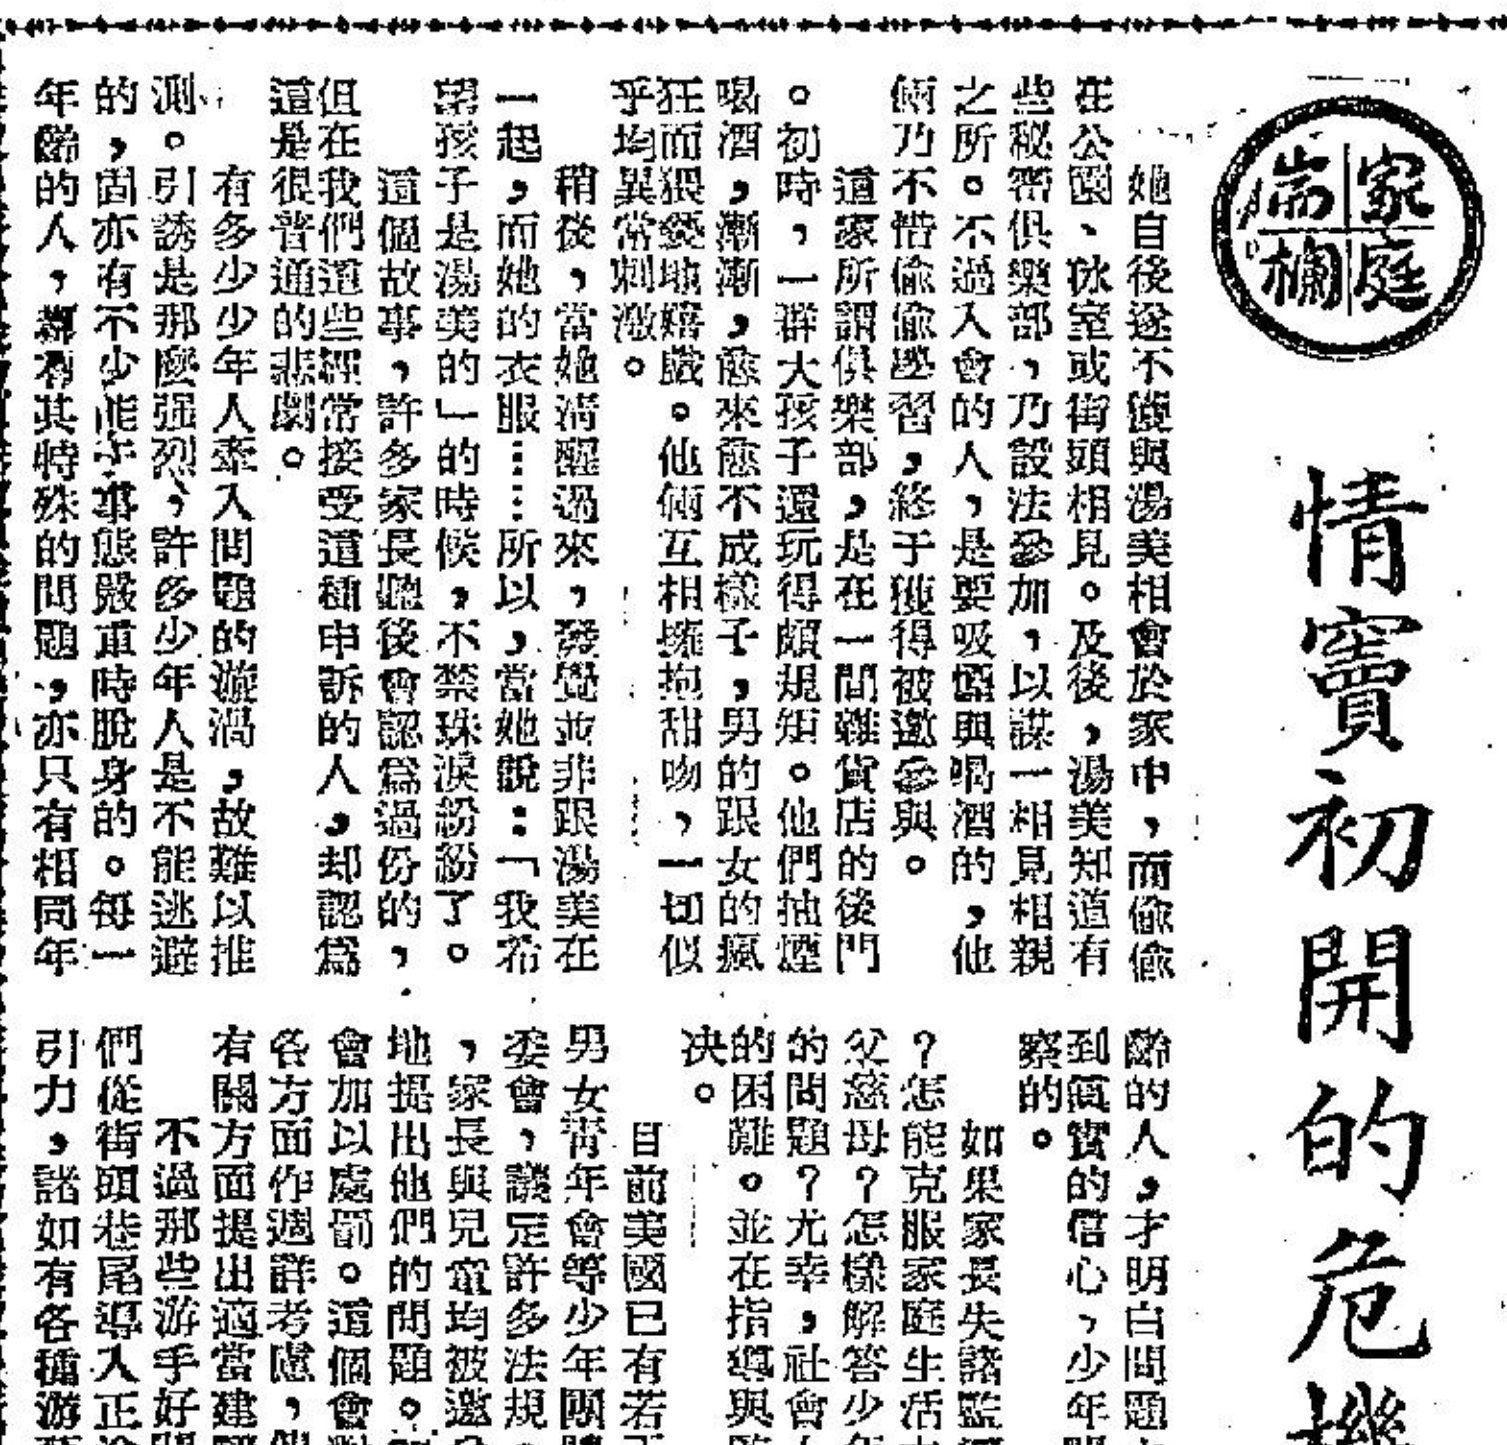 家庭崗欄
情竇初開的危機
她自後遂不獲與湯美相會於家中，而偷偷
在公園、泳室或街頭相見。及後，湯美知道有
些秘密俱樂部，乃設法參加，以謀一相見相親
之所。不過入會的人，是要吸煙與喝酒的，他
倆乃不惜偷偷學習，終于獲得被邀參與。
這家所謂俱樂部，是在一間雜貨店的後門
。初時，一群大孩子還玩得頗規矩。他們抽煙
喝酒，漸漸，愈來愈不成樣子，男的跟女的瘋
狂而猥褻地嬉戲。他倆互相擁抱甜吻，一切似
乎均異常刺激。
稍後，當她清醒過來，發覺並非跟湯美在
一起，而她的衣服……所以，當她說：「我希
望孩子是湯美的」的時候，不禁珠淚紛紛了。
這個故事，許多家長聽後會認爲過份的，
但在我們這些經常接受這種申訴的人，却認爲
這是很普通的悲劇。
有多少少年人牽入問題的漩渦，故難以推
測。引誘是那麼强烈，許多少年人是不能逃避
的，固亦有不少能于事態嚴重時脫身的。每一
年齡的人，都有其特殊的問題，亦只有相同年
齡的人，才明白問題
到眞實的信心，少年
察的。
如果家長失諸監
？怎能克服家庭生活
父慈母？怎樣解答少年
的問題？尤幸，社會
的困難。並在指導與
决。
目前美國已有若干
男女青年會等少年團
委會，議定許多法規，
，家長與兒童均被邀
地提出他們的問題。
會加以處罰。這個會
各方面作週詳考慮，
有關方面提出適當建
不過那些游手好閒
們從街頭巷尾導入正
引力，諸如有各種游